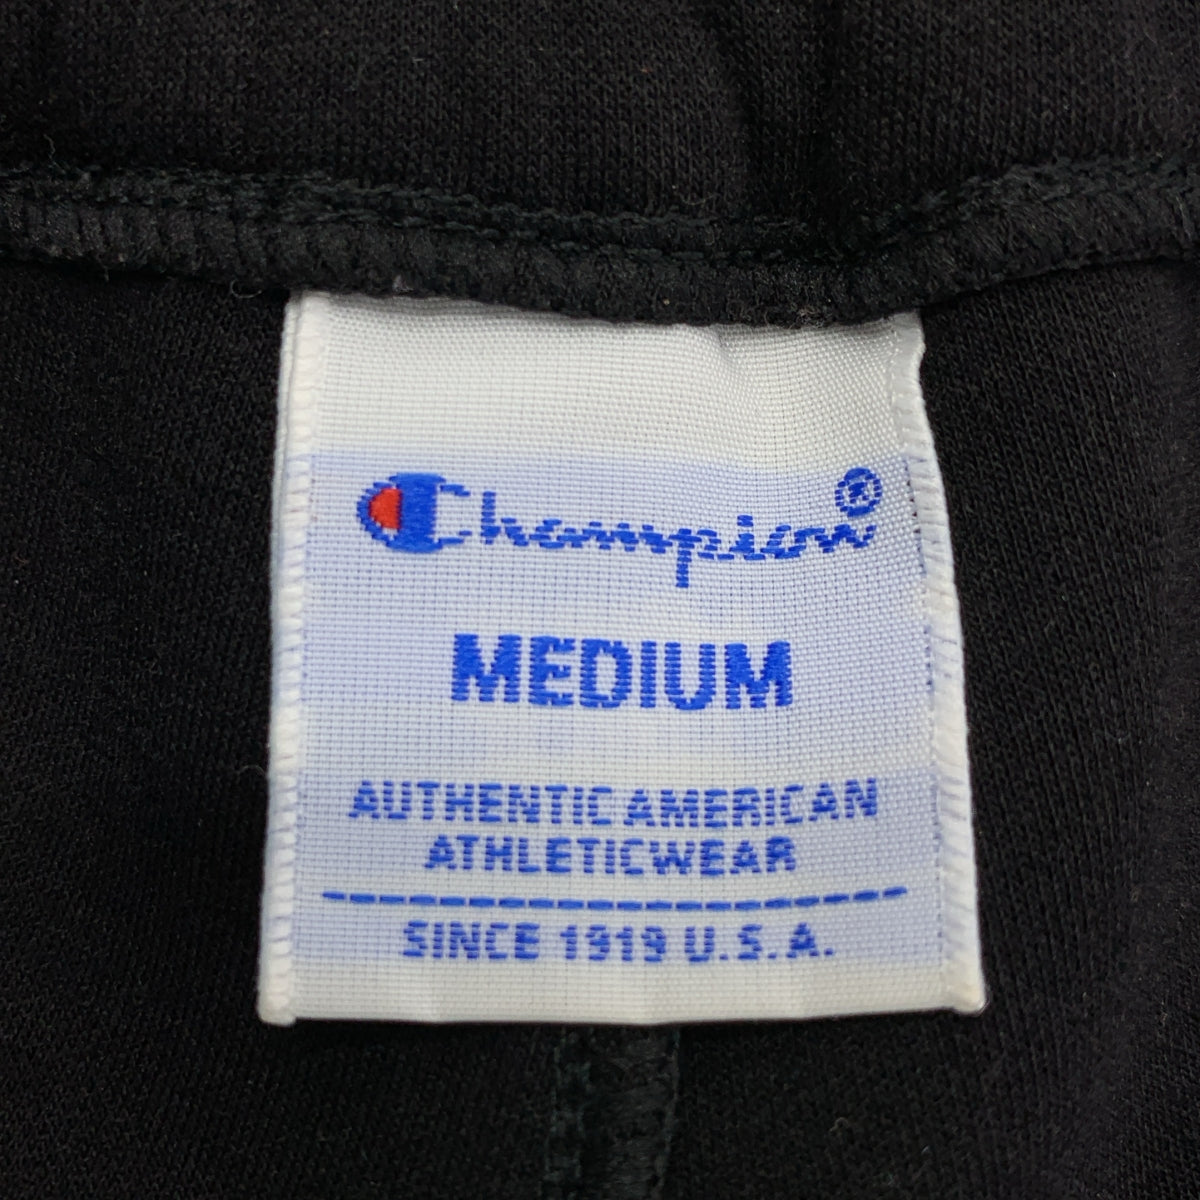 Champion®
MEDIUM
AUTHENTIC AMERICAN
ATHLETICWEAR
SINCE 1919 U.S.A.